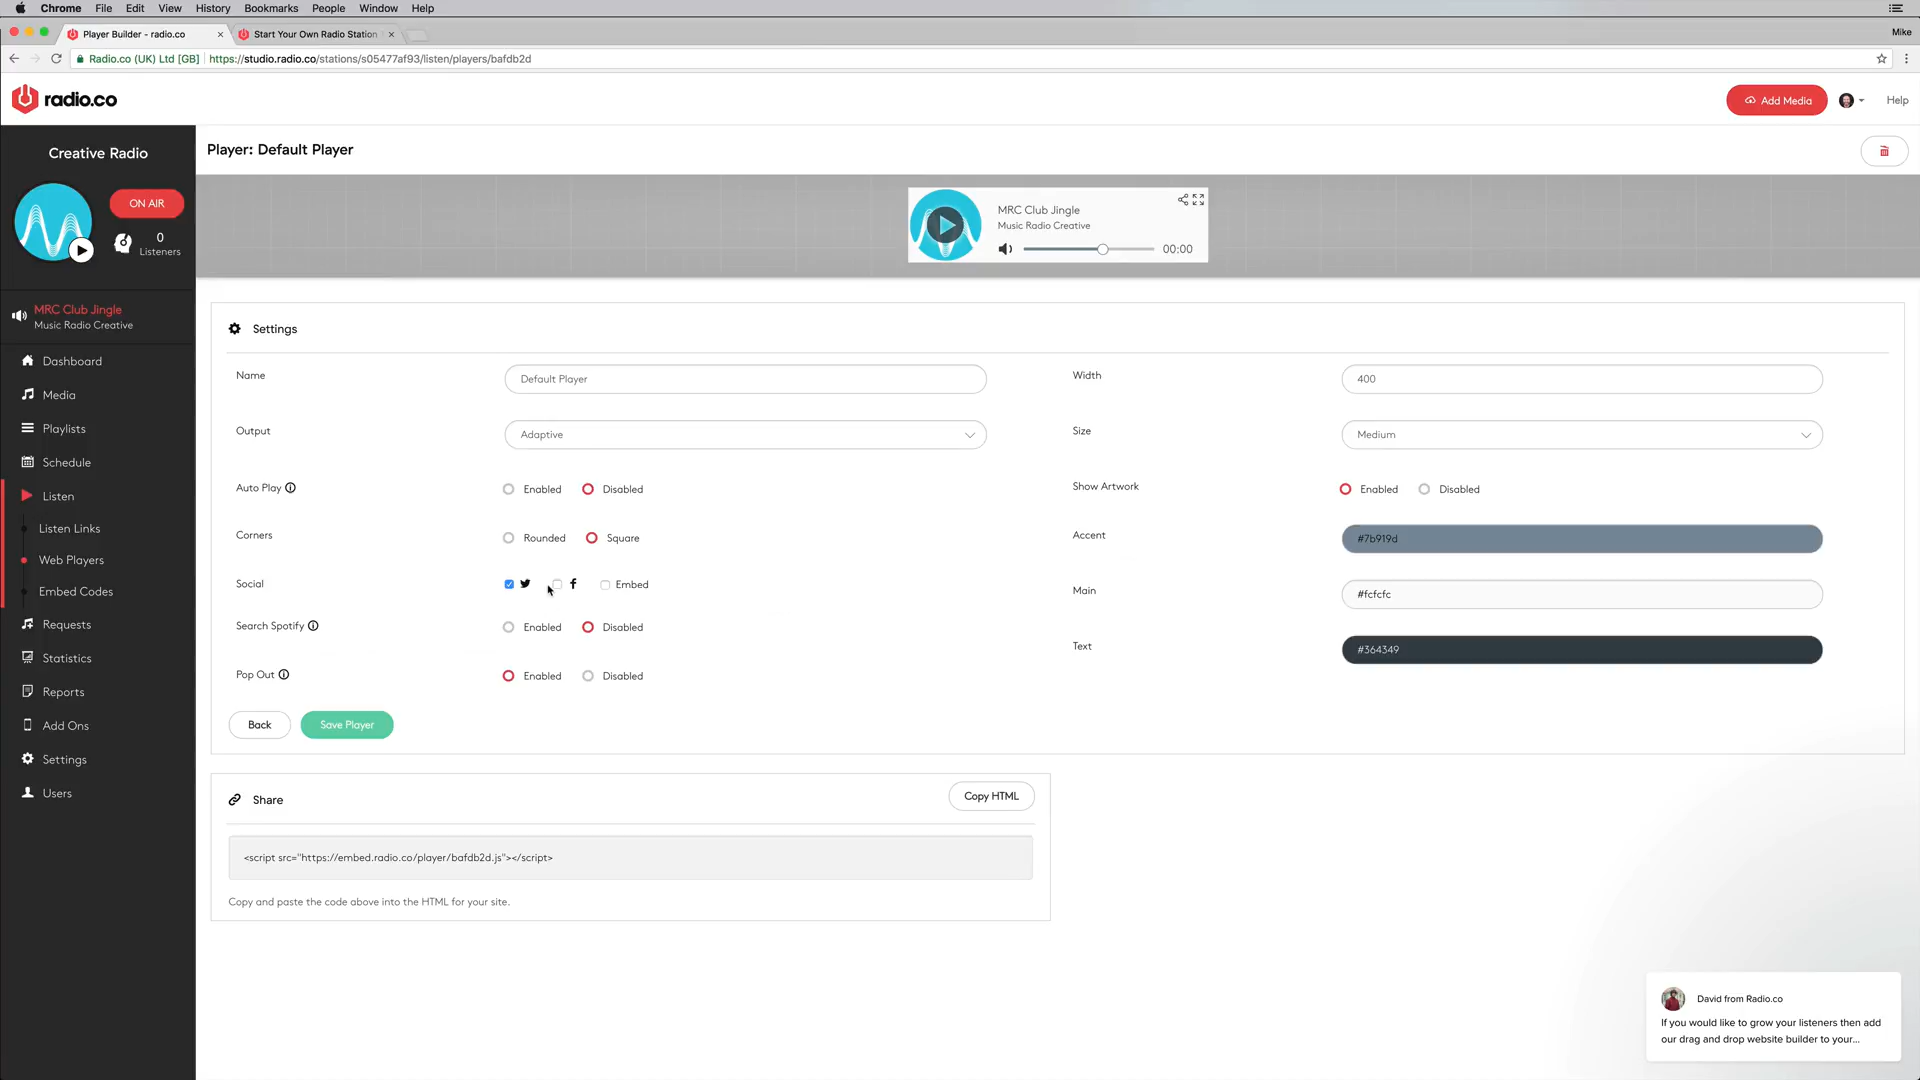 Chrome File Edit View History Bookmarks People Window Help
Player Builder - radio.co
Start Your Own Radio Station
Mike
Radio.co (UK) Ltd [GB] https://studio.radio.co/stations/s05477af93/listen/players/bafdb2d
radio.co
Add Media
Help
Creative Radio
ON AIR
0
Listeners
MRC Club Jingle
Music Radio Creative
Dashboard
Media
Playlists
Schedule
Listen
Listen Links
Web Players
Embed Codes
Requests
Statistics
Reports
Add Ons
Settings
Users
Player: Default Player
MRC Club Jingle
Music Radio Creative
00:00
Settings
Name
Default Player
Output
Adaptive
Auto Play
Enabled Disabled
Corners
Rounded Square
Social
Embed
Search Spotify
Enabled Disabled
Pop Out
Enabled Disabled
Width
400
Size
Medium
Show Artwork
Enabled Disabled
Accent
#7b919d
Main
#fcfcfc
Text
#364349
Back
Save Player
Share
Copy HTML
<script src="https://embed.radio.co/player/bafdb2d.js"></script>
Copy and paste the code above into the HTML for your site.
David from Radio.co
If you would like to grow your listeners then add
our drag and drop website builder to your...